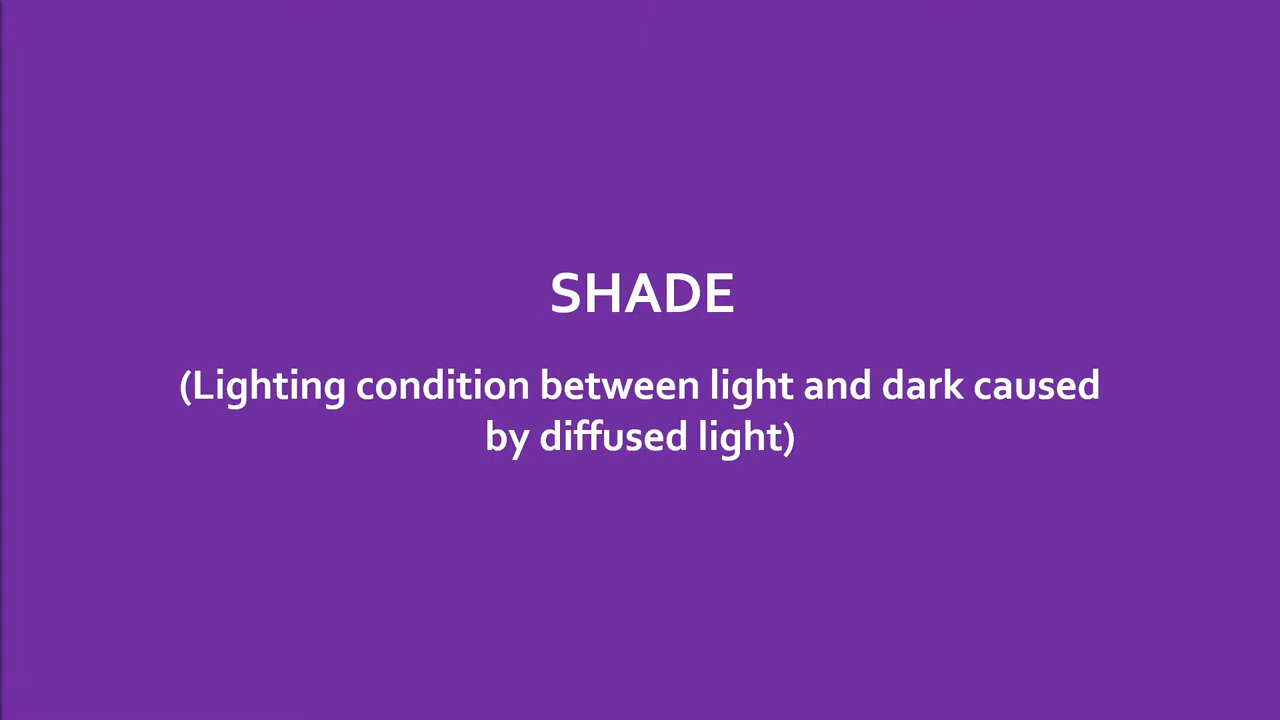 SHADE
(Lighting condition between light and dark caused
by diffused light)